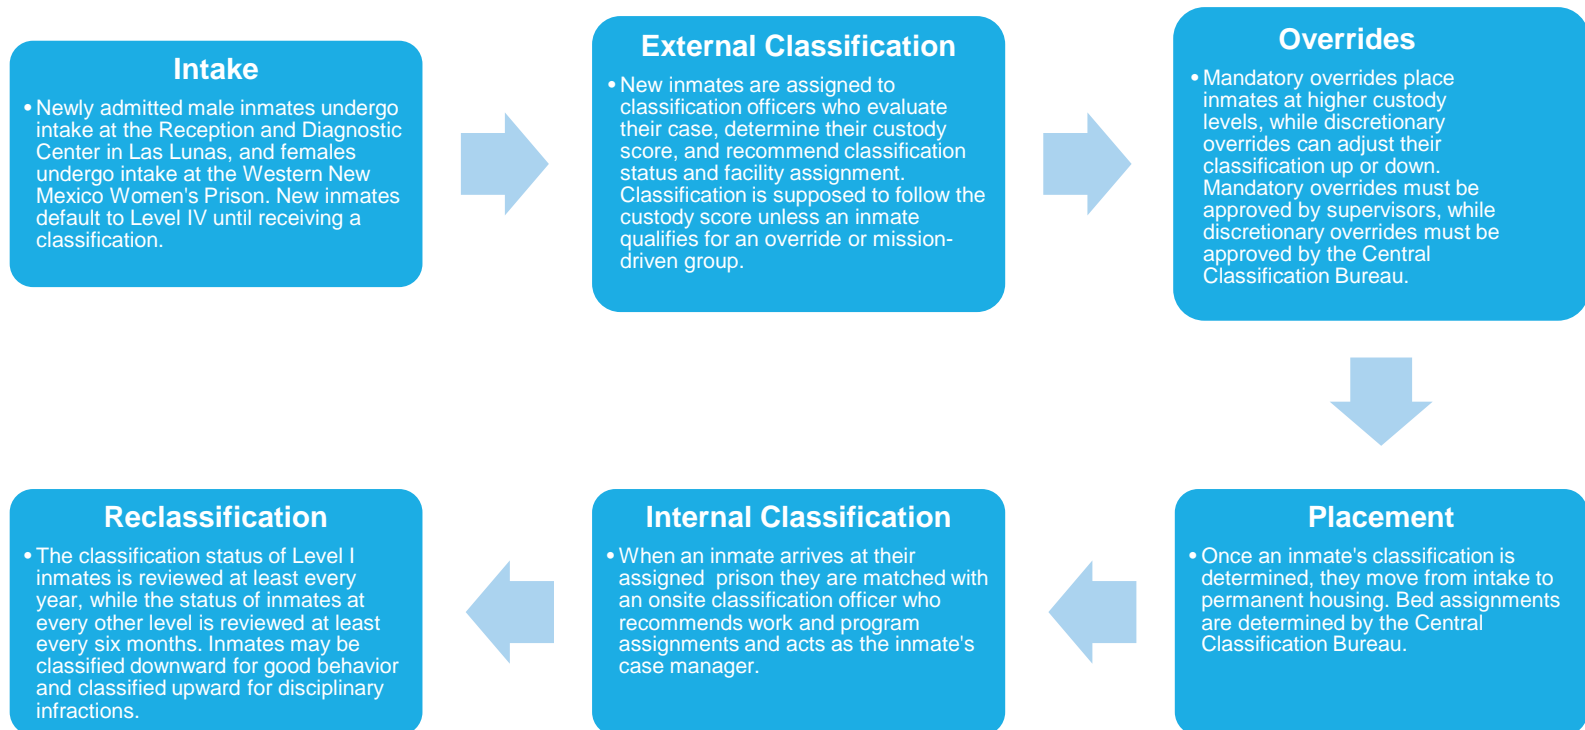 Intake
• Newly admitted male inmates undergo
intake at the Reception and Diagnostic
Center in Las Lunas, and females
undergo intake at the Western New
Mexico Women's Prison. New inmates
default to Level IV until receiving a
classification.
External Classification
• New inmates are assigned to
classification officers who evaluate
their case, determine their custody
score, and recommend classification
status and facility assignment.
Classification is supposed to follow the
custody score unless an inmate
qualifies for an override or mission-
driven group.
Overrides
• Mandatory overrides place
inmates at higher custody
levels, while discretionary
overrides can adjust their
classification up or down.
Mandatory overrides must be
approved by supervisors, while
discretionary overrides must be
approved by the Central
Classification Bureau.
Placement
• Once an inmate's classification is
determined, they move from intake to
permanent housing. Bed assignments
are determined by the Central
Classification Bureau.
Internal Classification
• When an inmate arrives at their
assigned prison they are matched with
an onsite classification officer who
recommends work and program
assignments and acts as the inmate's
case manager.
Reclassification
• The classification status of Level I
inmates is reviewed at least every
year, while the status of inmates at
every other level is reviewed at least
every six months. Inmates may be
classified downward for good behavior
and classified upward for disciplinary
infractions.